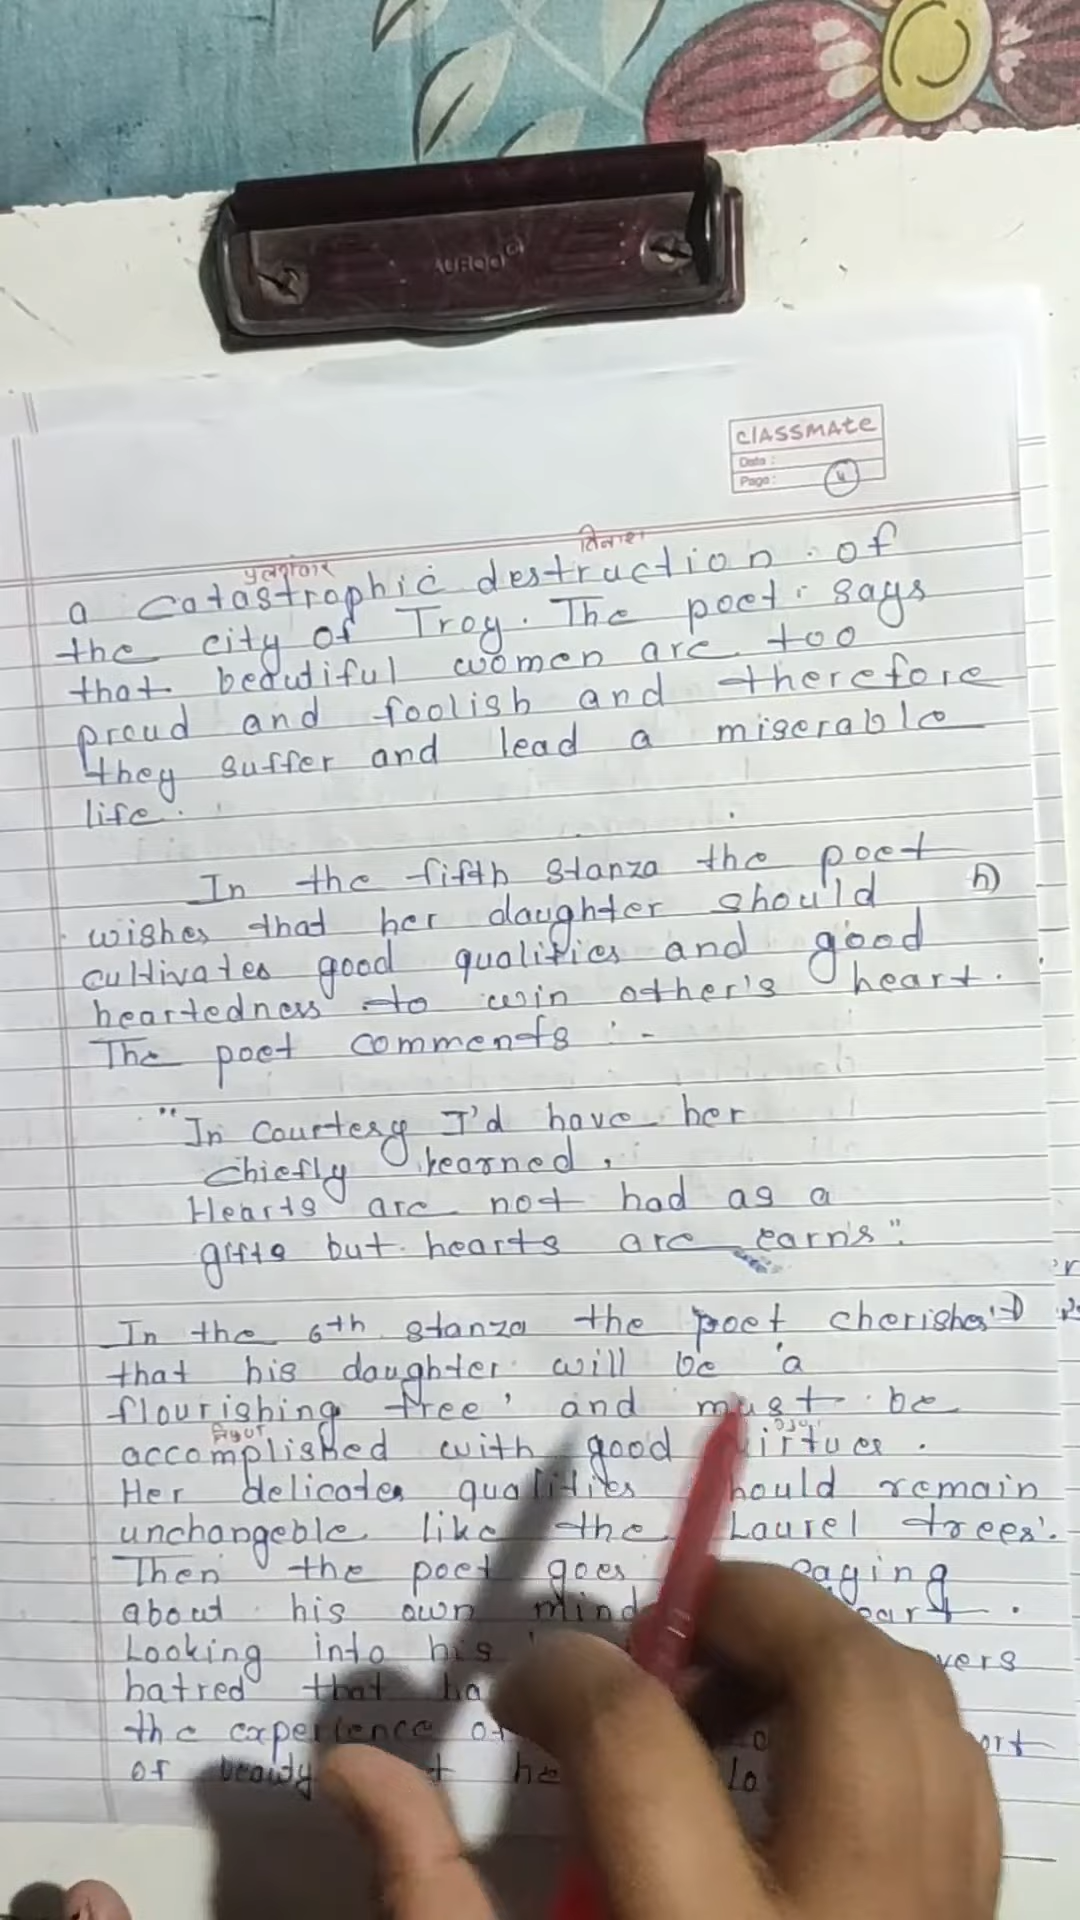 CLASSMATE
Date :
Page: 4
प्रलयंकार विनाश
a catastrophic destruction of
the city of Troy. The poet says
that beautiful women are too
proud and foolish and therefore
they suffer and lead a miserable
life.
In the fifth stanza the poet
wishes that her daughter should
cultivates good qualities and good
heartedness to win other's heart.
The poet comments :-
"In Courtesy I'd have her
chiefly learned,
Hearts are not had as a
gifts but hearts are earn's".
In the 6th stanza the poet cherishes
that his daughter will be 'a
flourishing tree' and must be
निपुण
accomplished with good virtues.
Her delicates qualities should remain
unchangeble like the Laurel trees'.
Then the poet goes saying
about his own mind
Looking into his
hatred that
the experience of
of beauty